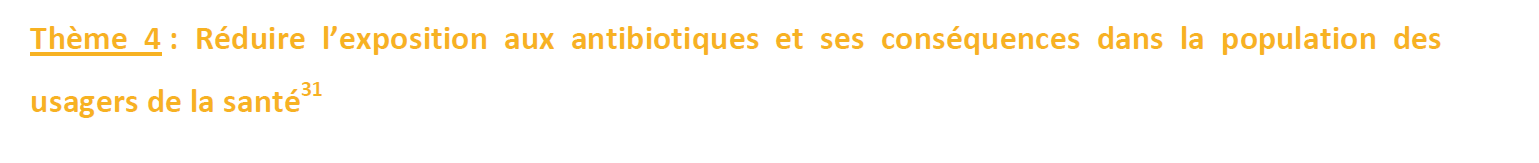 Thème 4 : Réduire l’exposition aux antibiotiques et ses conséquences dans la population des
usagers de la santé31